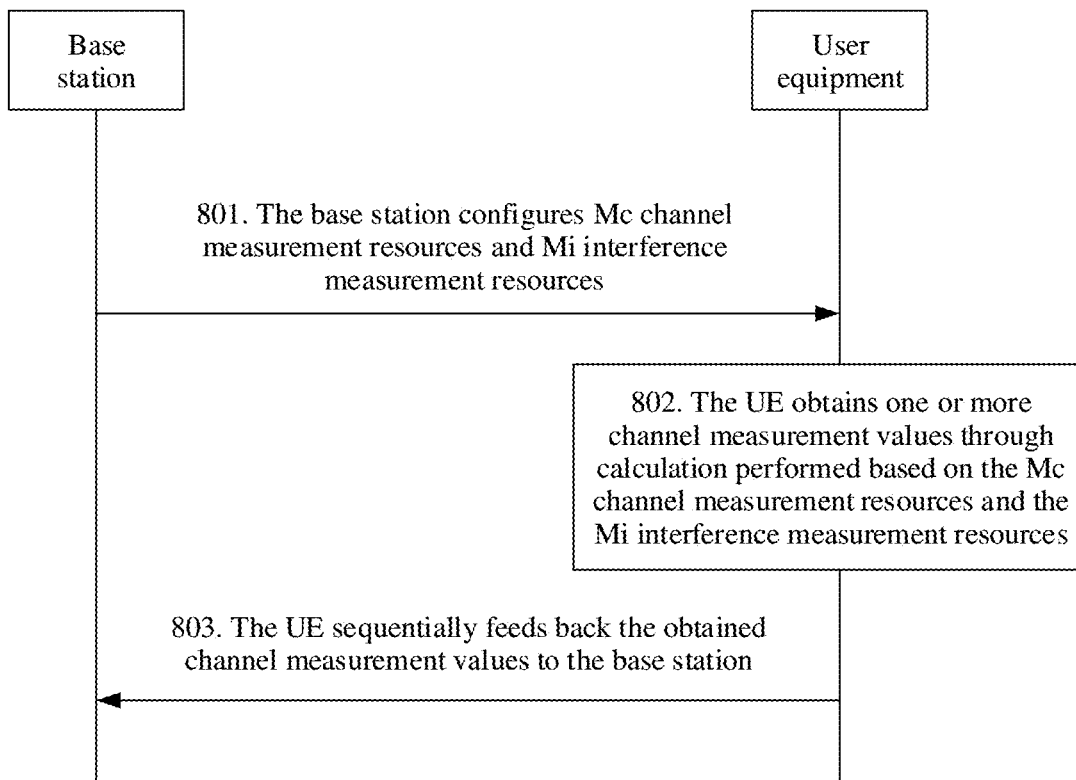 Base
station
User
equipment
801. The base station configures Mc channel
measurement resources and Mi interference
measurement resources
802. The UE obtains one or more
channel measurement values through
calculation performed based on the Mc
channel measurement resources and the
Mi interference measurement resources
803. The UE sequentially feeds back the obtained
channel measurement values to the base station